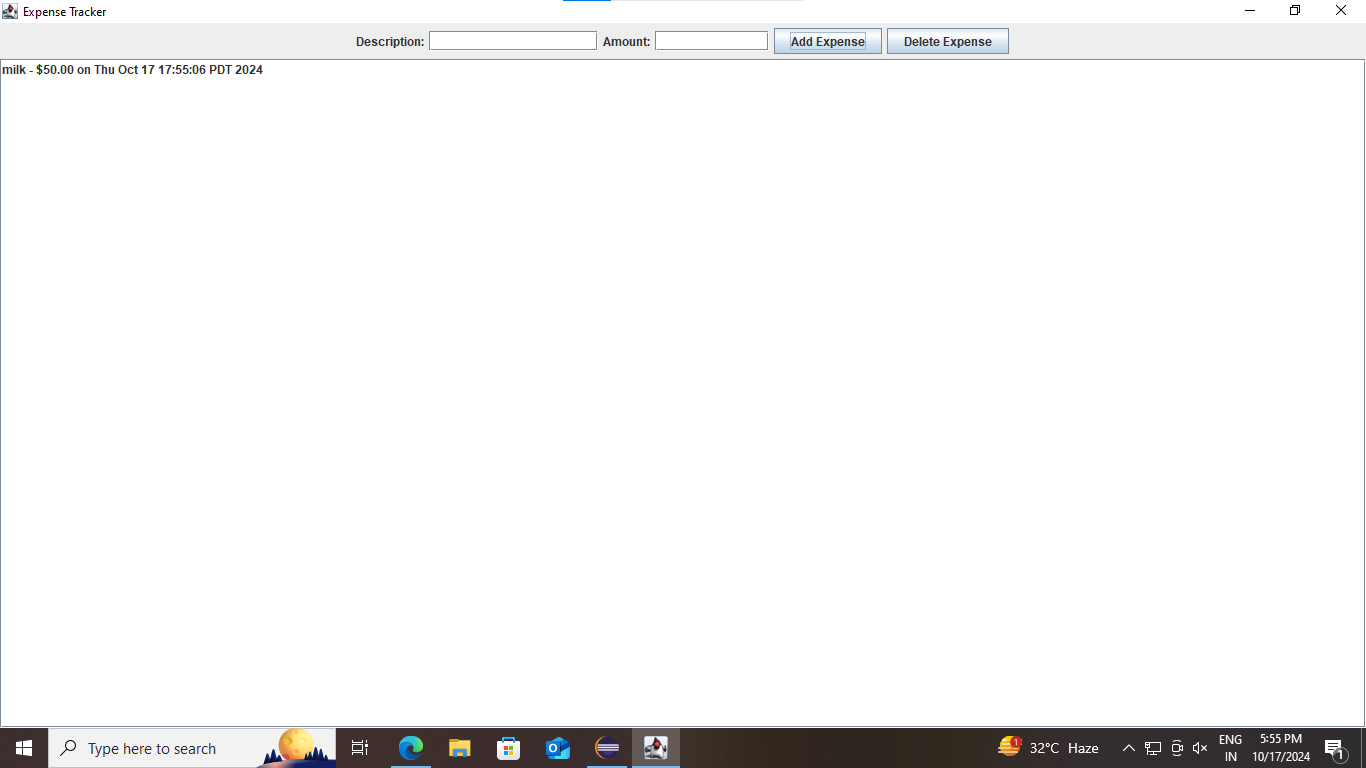 Expense Tracker
Description: Amount: Add Expense Delete Expense
milk - $50.00 on Thu Oct 17 17:55:06 PDT 2024
Type here to search
1
32°C Haze
ENG
IN
5:55 PM
10/17/2024
1